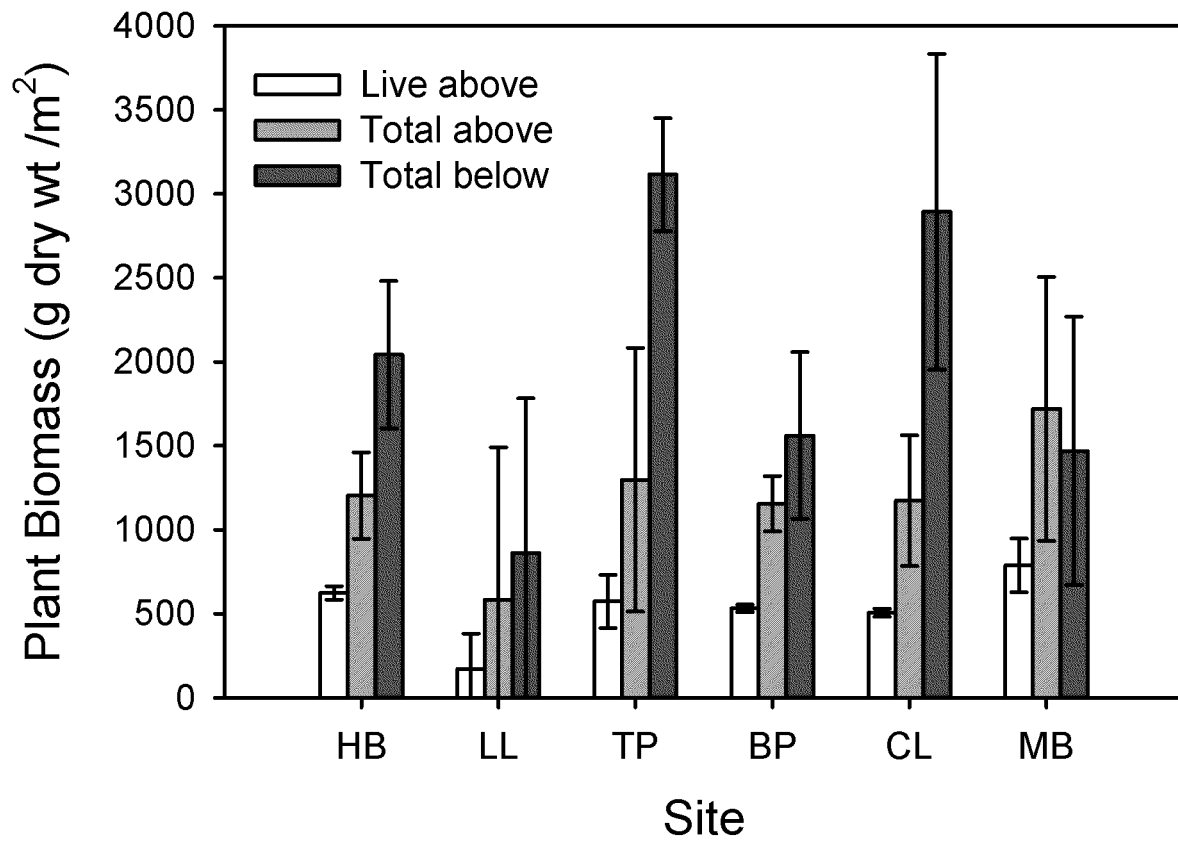 Plant Biomass (g dry wt /m²)
4000
3500
3000
2500
2000
1500
1000
500
0
Live above
Total above
Total below
HB LL TP BP CL MB
Site